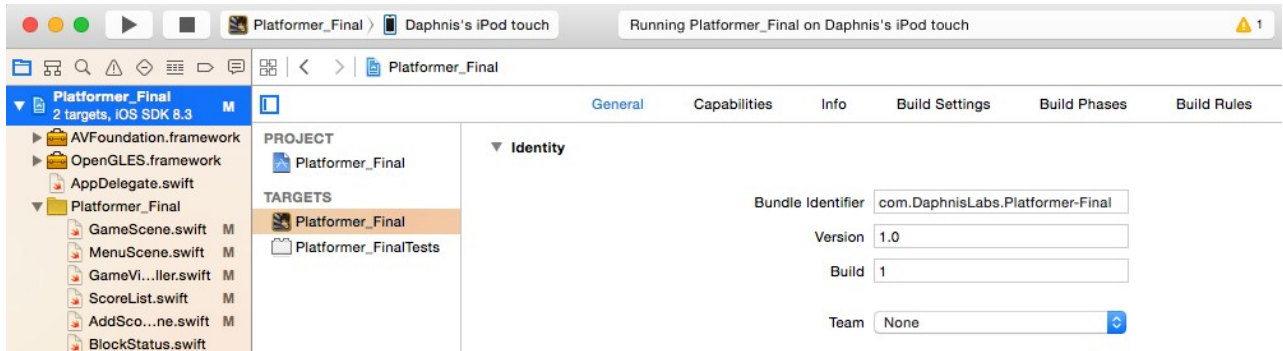 Platformer_Final Daphnis's iPod touch Running Platformer_Final on Daphnis's iPod touch 1
Platformer_Final
Platformer_Final M
2 targets, iOS SDK 8.3
General Capabilities Info Build Settings Build Phases Build Rules
AVFoundation.framework
OpenGLES.framework
AppDelegate.swift
Platformer_Final
GameScene.swift M
MenuScene.swift M
GameVi...ller.swift M
ScoreList.swift M
AddSco...ne.swift M
BlockStatus.swift
PROJECT
Platformer_Final
TARGETS
Platformer_Final
Platformer_FinalTests
Identity
Bundle Identifier com.DaphnisLabs.Platformer-Final
Version 1.0
Build 1
Team None